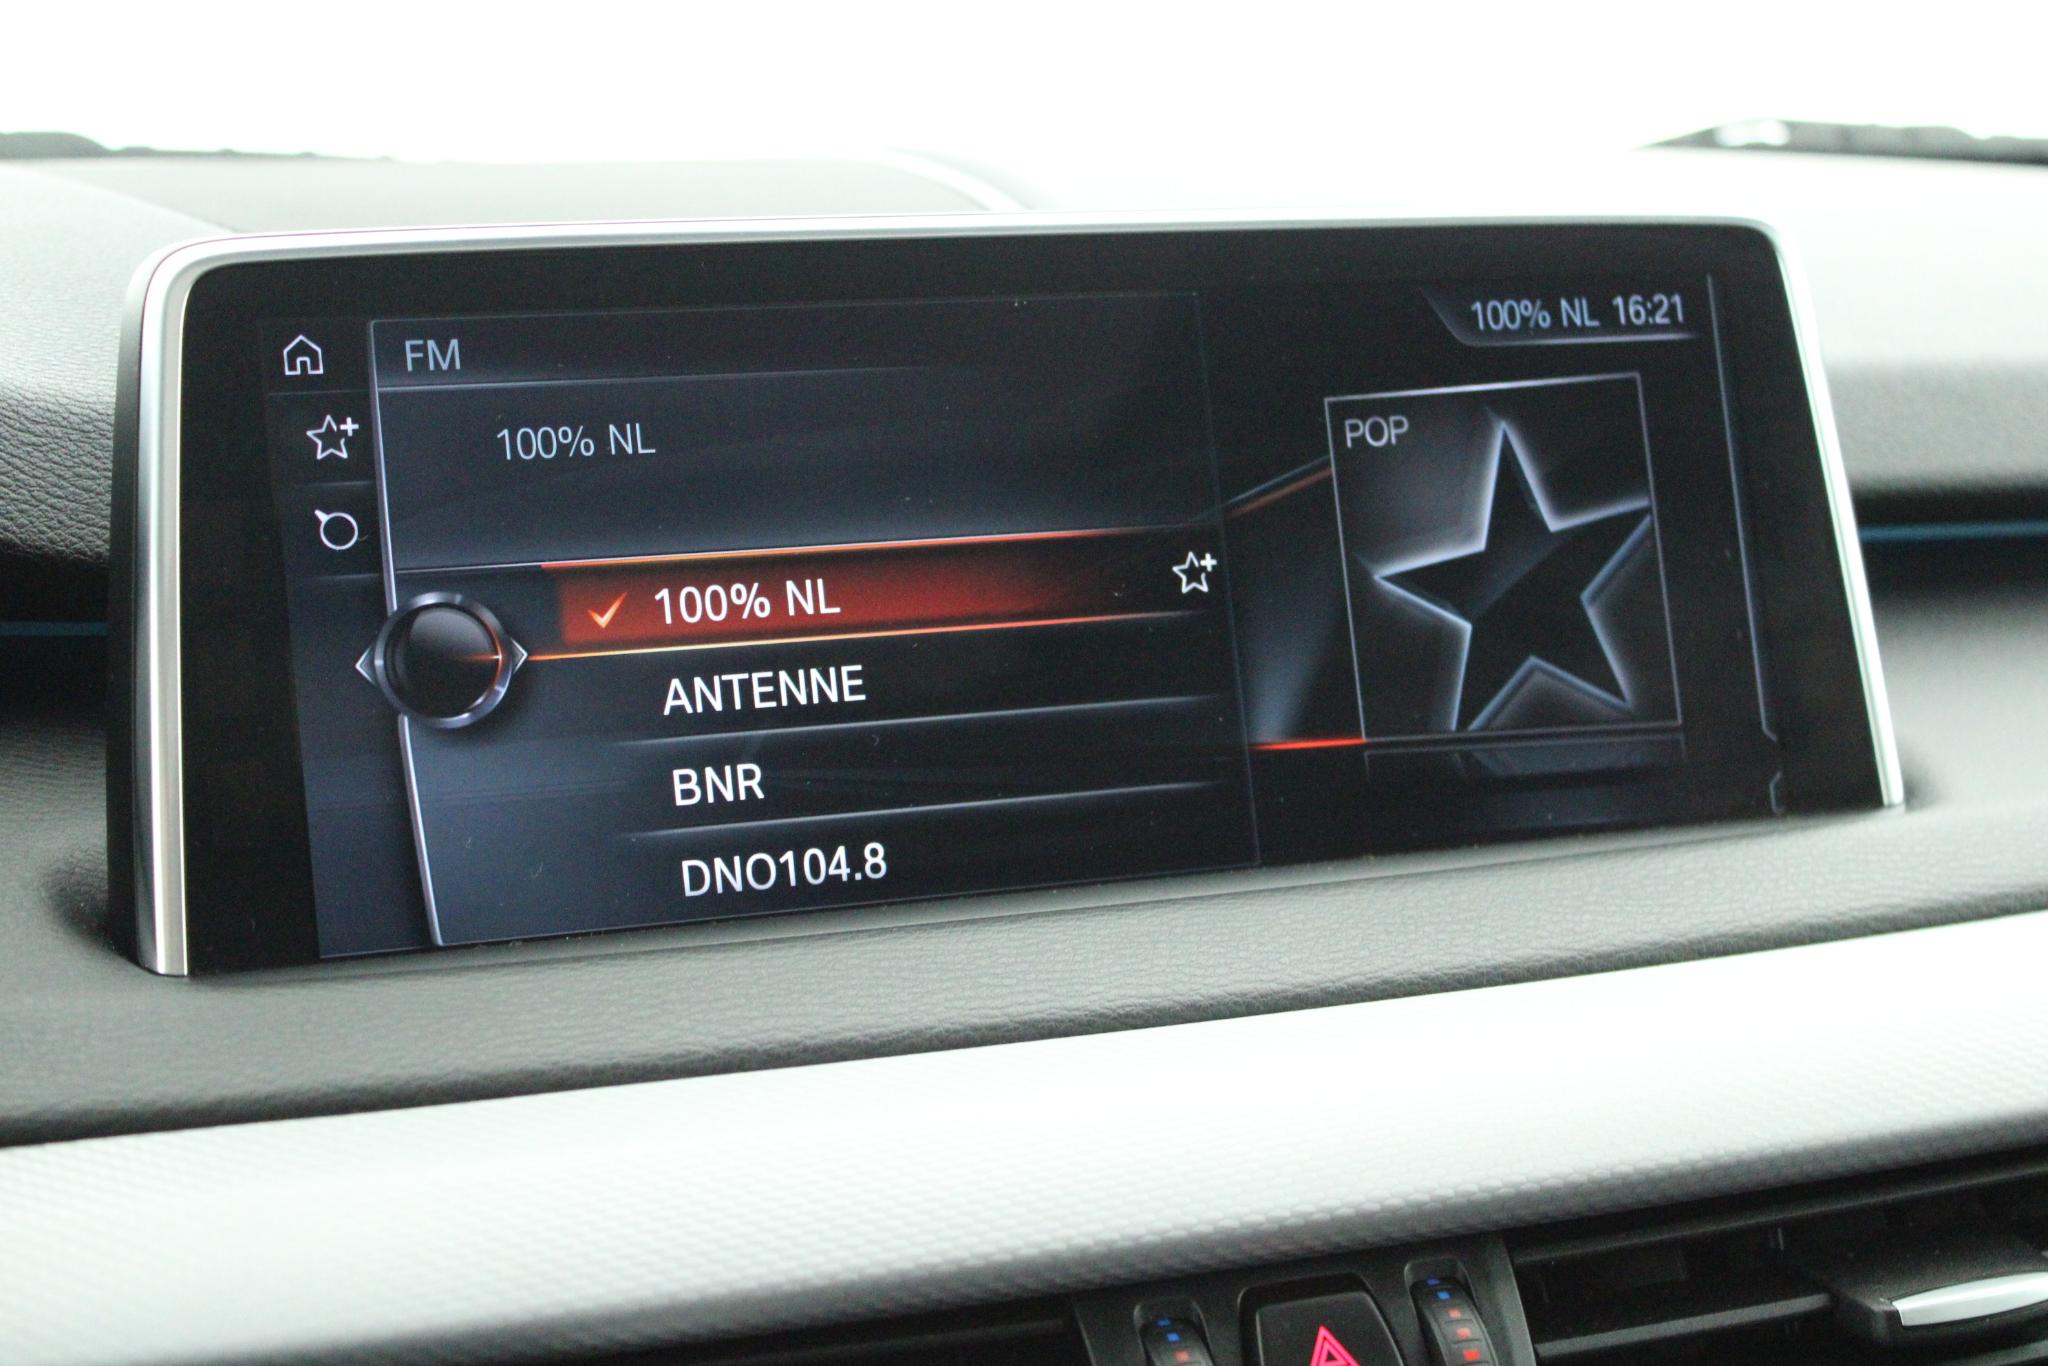 100% NL 16:21
FM
100% NL
POP
100% NL
ANTENNE
BNR
DNO104.8